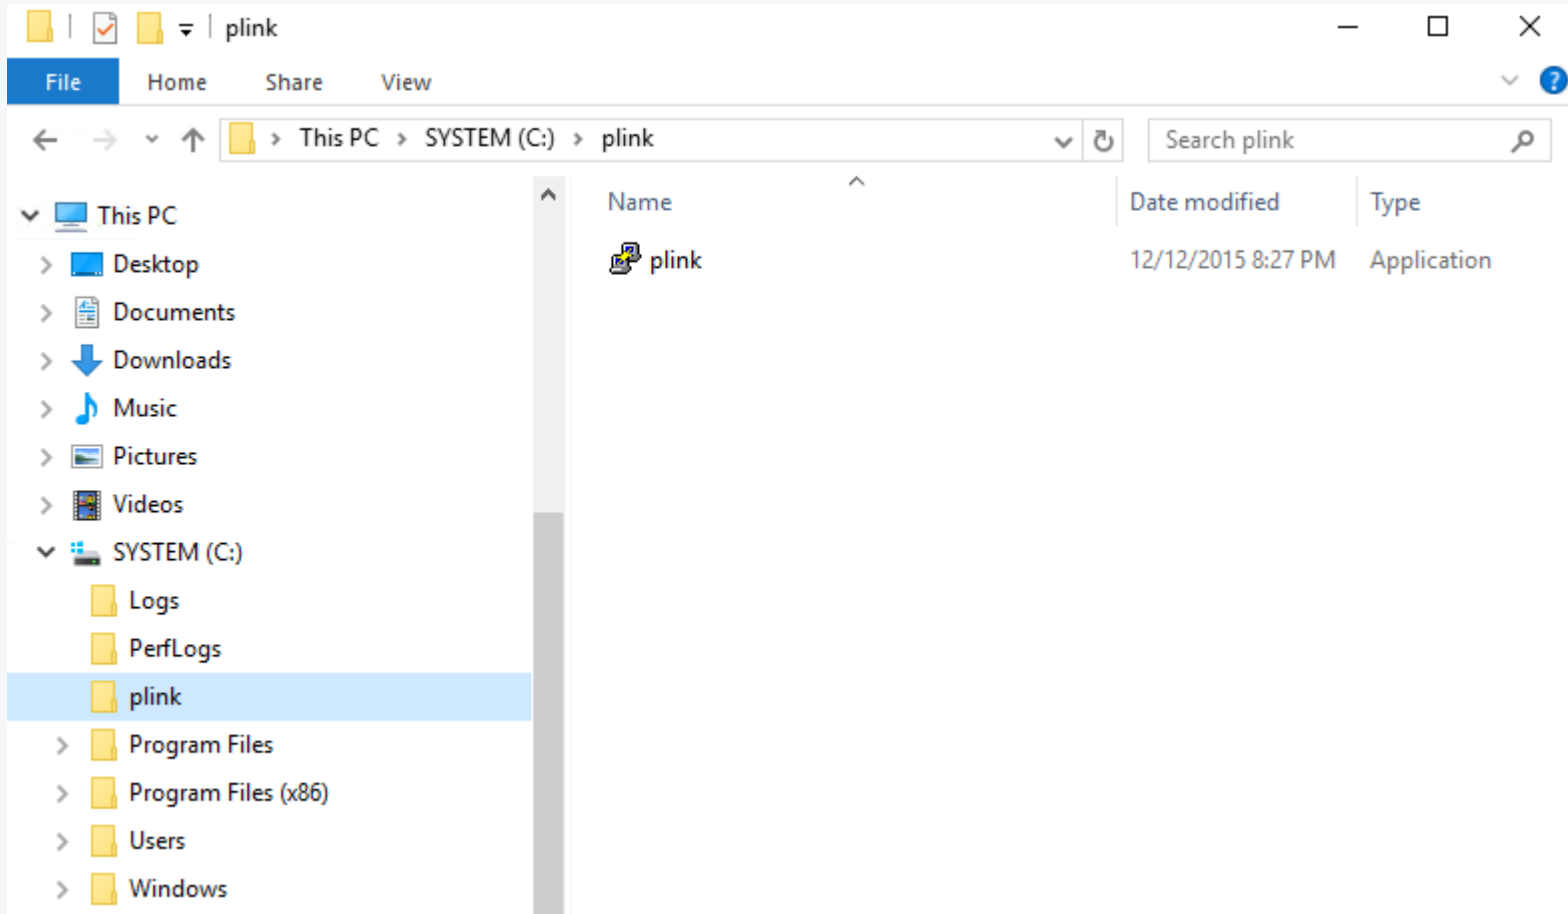 plink
File Home Share View ?
This PC > SYSTEM (C:) > plink Search plink
This PC
Desktop
Documents
Downloads
Music
Pictures
Videos
SYSTEM (C:)
Logs
PerfLogs
plink
Program Files
Program Files (x86)
Users
Windows
Name Date modified Type
plink 12/12/2015 8:27 PM Application